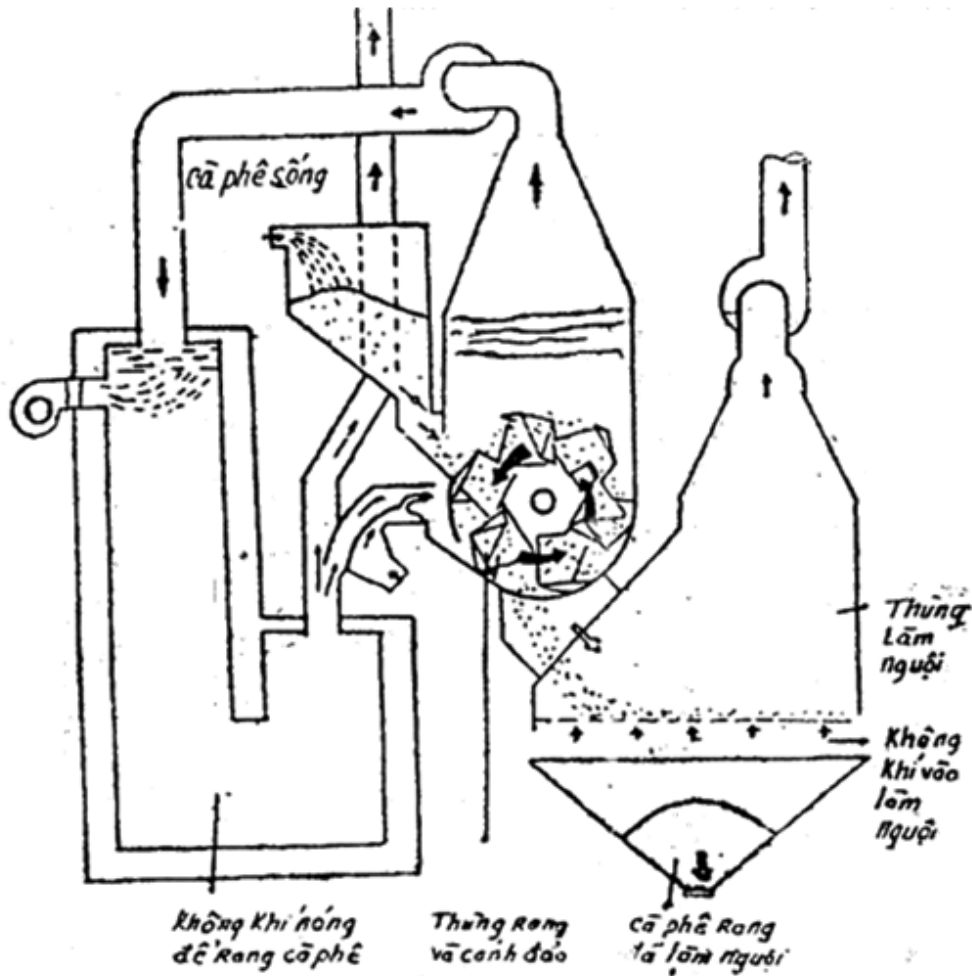 cà phê sống
Thùng
Làm
nguội
Không
Khí vào
làm
nguội
Không Khí nóng
để Rang cà phê
Thùng Rang
và cánh đảo
cà phê Rang
đã làm nguội